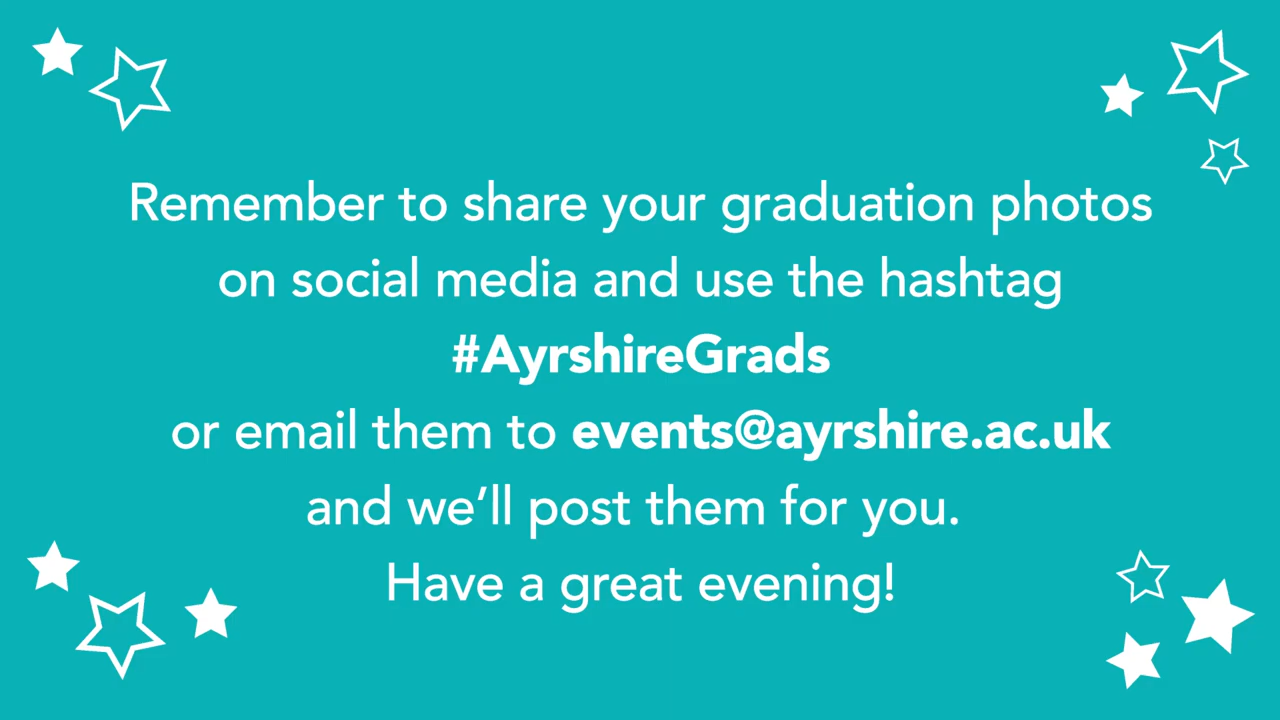 Remember to share your graduation photos
on social media and use the hashtag
#AyrshireGrads
or email them to events@ayrshire.ac.uk
and we’ll post them for you.
Have a great evening!